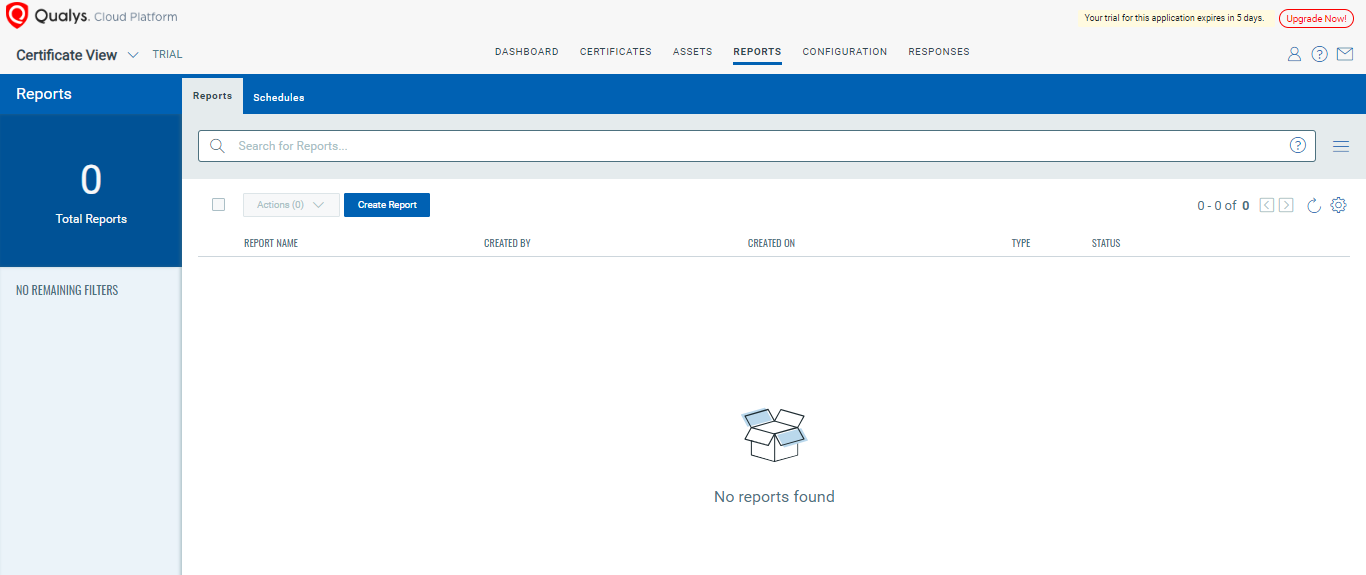 Qualys. Cloud Platform
Your trial for this application expires in 5 days. Upgrade Now!
Certificate View TRIAL DASHBOARD CERTIFICATES ASSETS REPORTS CONFIGURATION RESPONSES
Reports Reports Schedules
Search for Reports...
0
Total Reports
Actions (0) Create Report 0 - 0 of 0
REPORT NAME CREATED BY CREATED ON TYPE STATUS
NO REMAINING FILTERS
No reports found